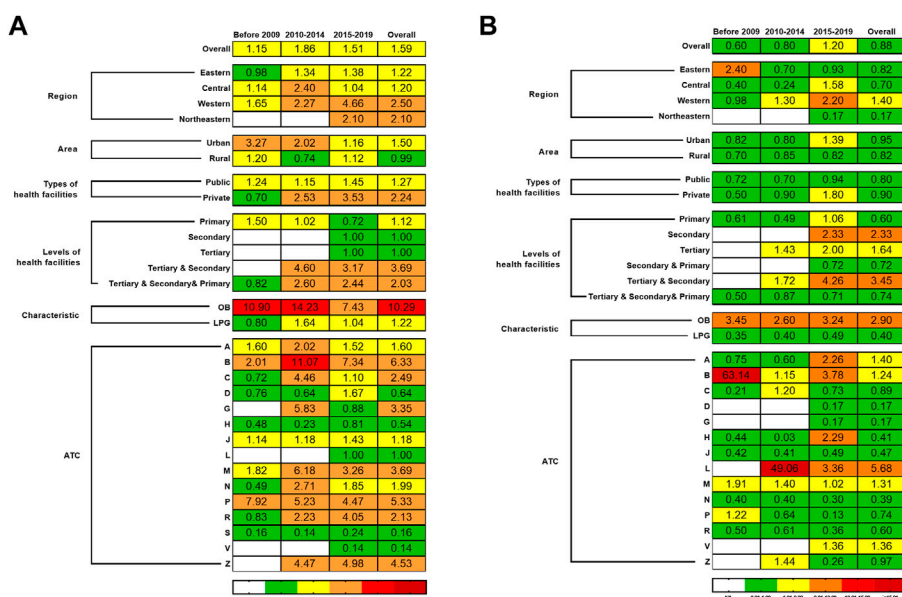 A
Before 2009 2010-2014 2015-2019 Overall
Overall 1.15 1.86 1.51 1.59
Region
Eastern 0.98 1.34 1.38 1.22
Central 1.14 2.40 1.04 1.20
Western 1.65 2.27 4.66 2.50
Northeastern 2.10 2.10
Area
Urban 3.27 2.02 1.16 1.50
Rural 1.20 0.74 1.12 0.99
Types of
health facilities
Public 1.24 1.15 1.45 1.27
Private 0.70 2.53 3.53 2.24
Levels of
health facilities
Primary 1.50 1.02 0.72 1.12
Secondary 1.00 1.00
Tertiary 1.00 1.00
Tertiary & Secondary 4.60 3.17 3.69
Tertiary & Secondary& Primary 0.82 2.60 2.44 2.03
Characteristic
OB 10.90 14.23 7.43 10.29
LPG 0.80 1.64 1.04 1.22
ATC
A 1.60 2.02 1.52 1.60
B 2.01 11.07 7.34 6.33
C 0.72 4.46 1.10 2.49
D 0.76 0.64 1.67 0.64
G 5.83 0.88 3.35
H 0.48 0.23 0.81 0.54
J 1.14 1.18 1.43 1.18
L 1.00 1.00
M 1.82 6.18 3.26 3.69
N 0.49 2.71 1.85 1.99
P 7.92 5.23 4.47 5.33
R 0.83 2.23 4.05 2.13
S 0.16 0.14 0.24 0.16
V 0.14 0.14
Z 4.47 4.98 4.53
B
Before 2009 2010-2014 2015-2019 Overall
Overall 0.60 0.80 1.20 0.88
Region
Eastern 2.40 0.70 0.93 0.82
Central 0.40 0.24 1.58 0.70
Western 0.98 1.30 2.20 1.40
Northeastern 0.17 0.17
Area
Urban 0.82 0.80 1.39 0.95
Rural 0.70 0.85 0.82 0.82
Types of
health facilities
Public 0.72 0.70 0.94 0.80
Private 0.50 0.90 1.80 0.90
Levels of
health facilities
Primary 0.61 0.49 1.06 0.60
Secondary 2.33 2.33
Tertiary 1.43 2.00 1.64
Secondary & Primary 0.72 0.72
Tertiary & Secondary 1.72 4.26 3.45
Tertiary & Secondary & Primary 0.50 0.87 0.71 0.74
Characteristic
OB 3.45 2.60 3.24 2.90
LPG 0.35 0.40 0.49 0.40
ATC
A 0.75 0.60 2.26 1.40
B 63.14 1.15 3.78 1.24
C 0.21 1.20 0.73 0.89
D 0.17 0.17
G 0.17 0.17
H 0.44 0.03 2.29 0.41
J 0.42 0.41 0.49 0.47
L 49.06 3.36 5.68
M 1.91 1.40 1.02 1.31
N 0.40 0.40 0.30 0.39
P 1.22 0.64 0.13 0.74
R 0.50 0.61 0.36 0.60
V 1.36 1.36
Z 1.44 0.26 0.97